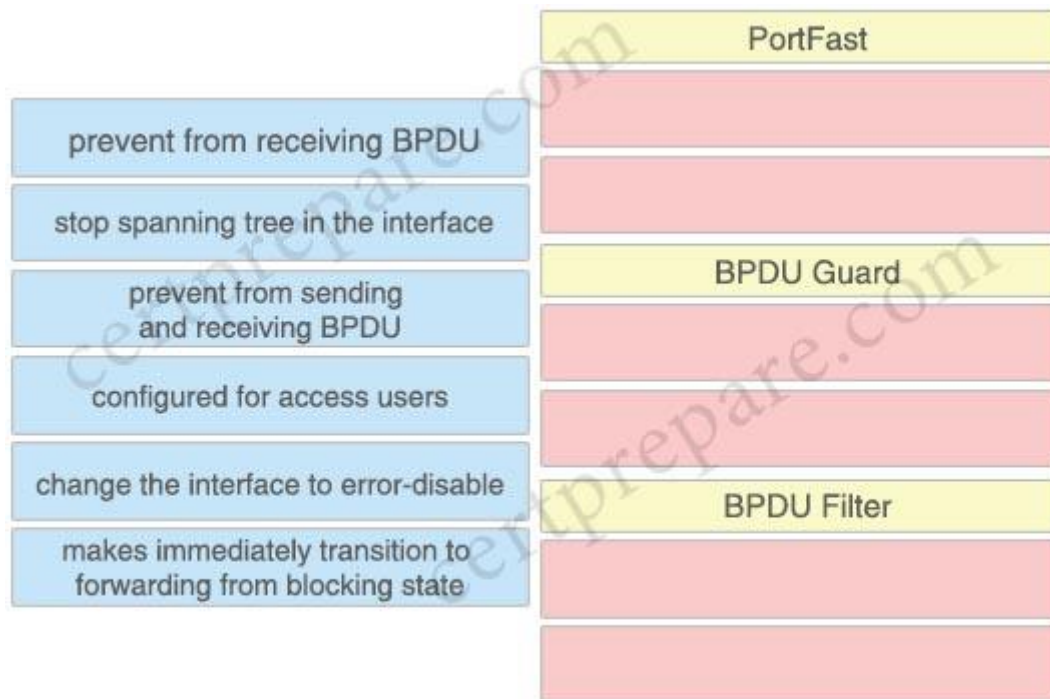 PortFast
prevent from receiving BPDU
stop spanning tree in the interface
prevent from sending
and receiving BPDU
configured for access users
change the interface to error-disable
makes immediately transition to
forwarding from blocking state
BPDU Guard
BPDU Filter
certprepare.com
certprepare.com